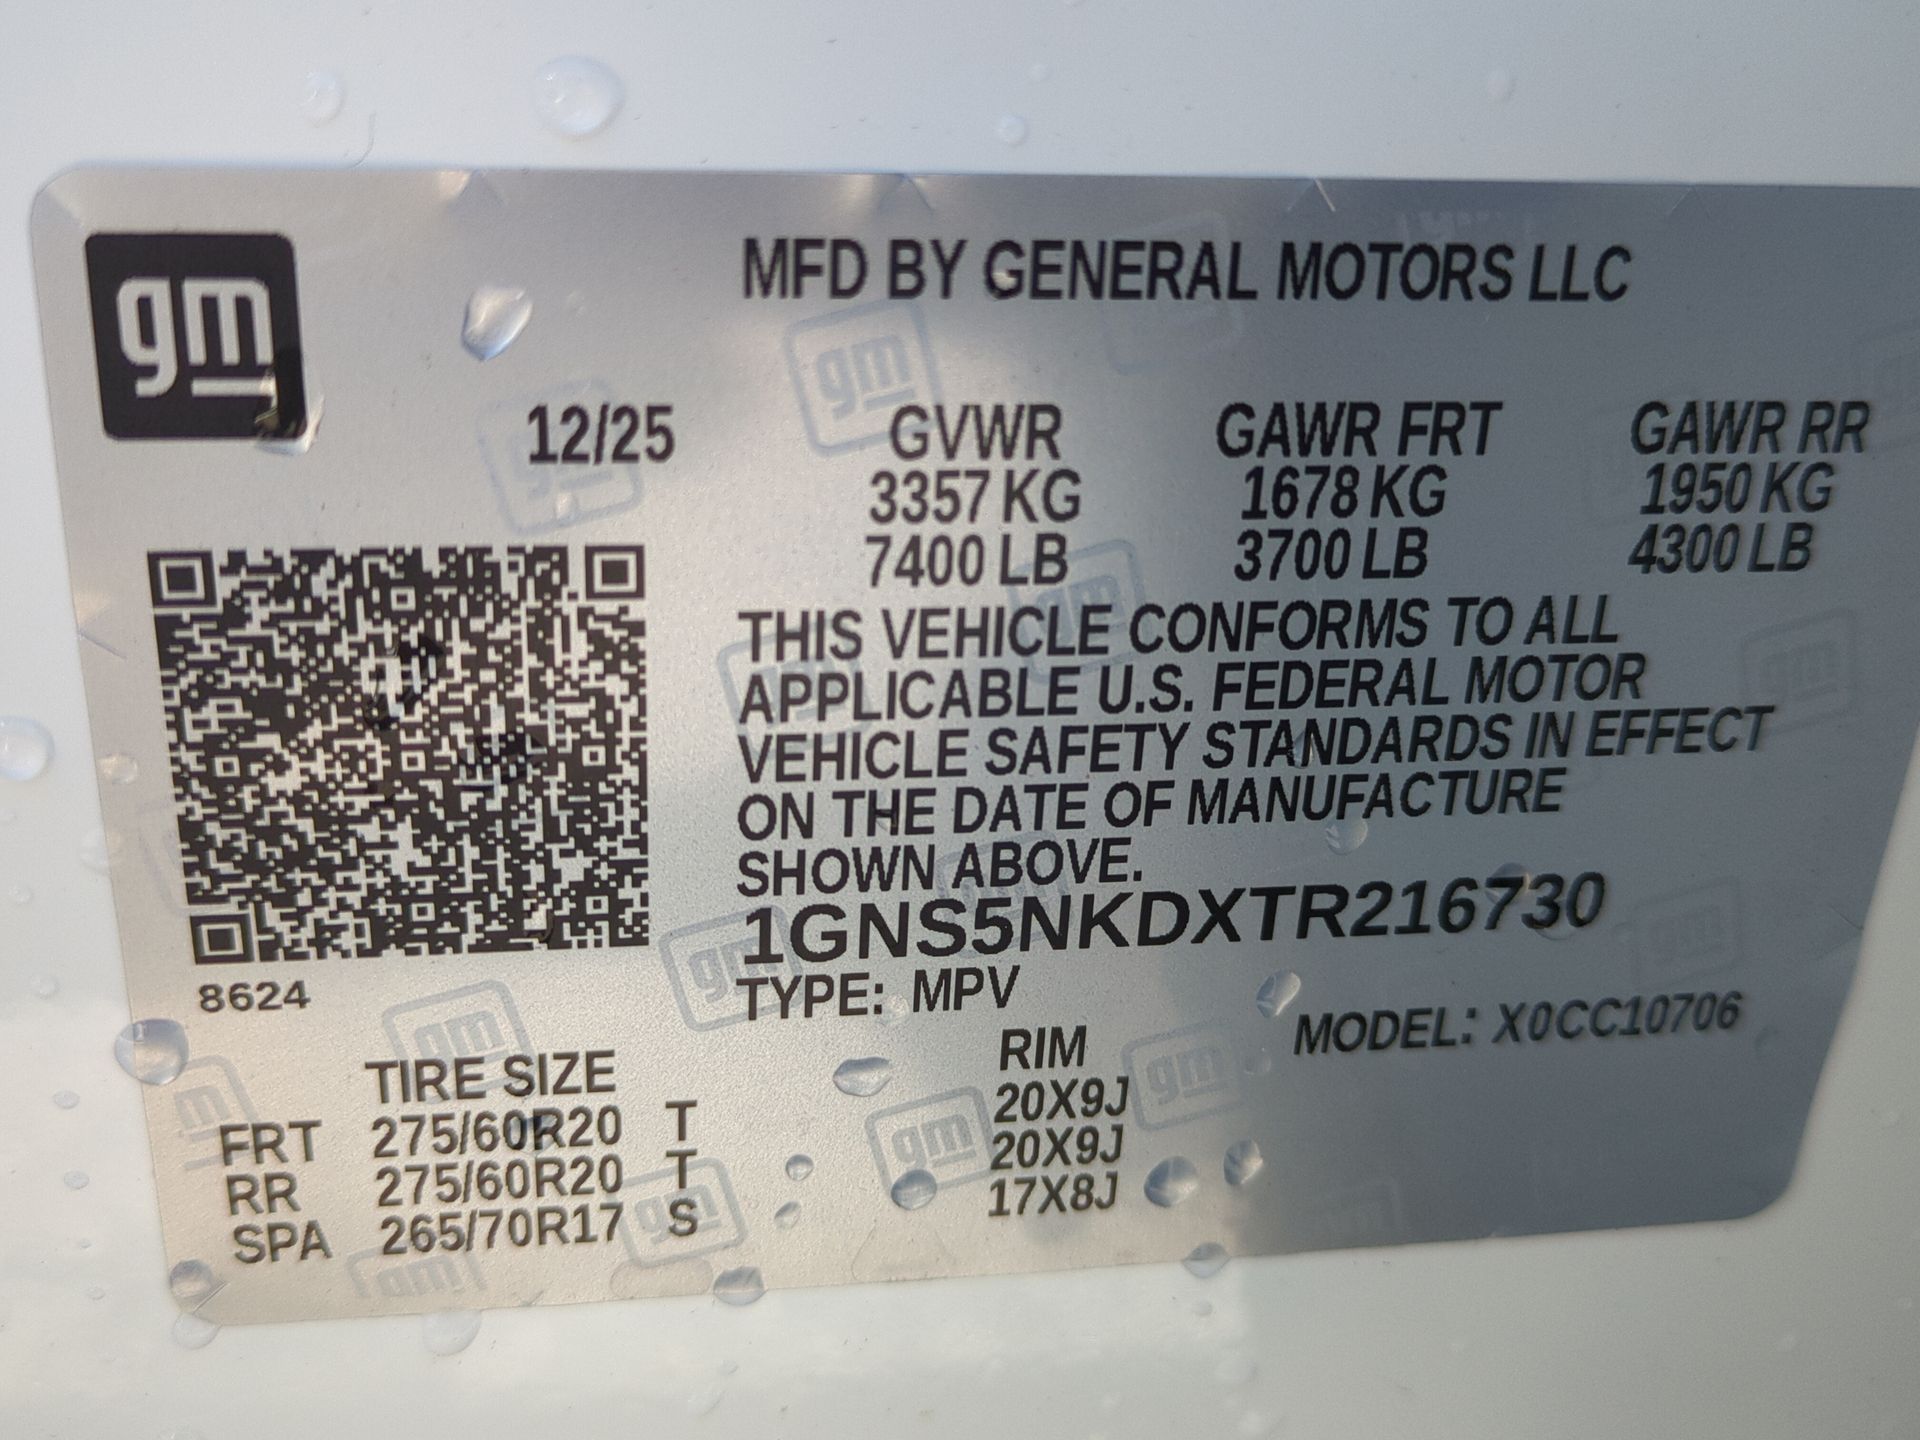 gm
MFD BY GENERAL MOTORS LLC
12/25
GVWR GAWR FRT GAWR RR
3357 KG 1678 KG 1950 KG
7400 LB 3700 LB 4300 LB
THIS VEHICLE CONFORMS TO ALL
APPLICABLE U.S. FEDERAL MOTOR
VEHICLE SAFETY STANDARDS IN EFFECT
ON THE DATE OF MANUFACTURE
SHOWN ABOVE.
1GNS5NKDXTR216730
8624
TYPE: MPV
MODEL: X0CC10706
TIRE SIZE RIM
FRT 275/60R20 T 20X9J
RR 275/60R20 T 20X9J
SPA 265/70R17 S 17X8J